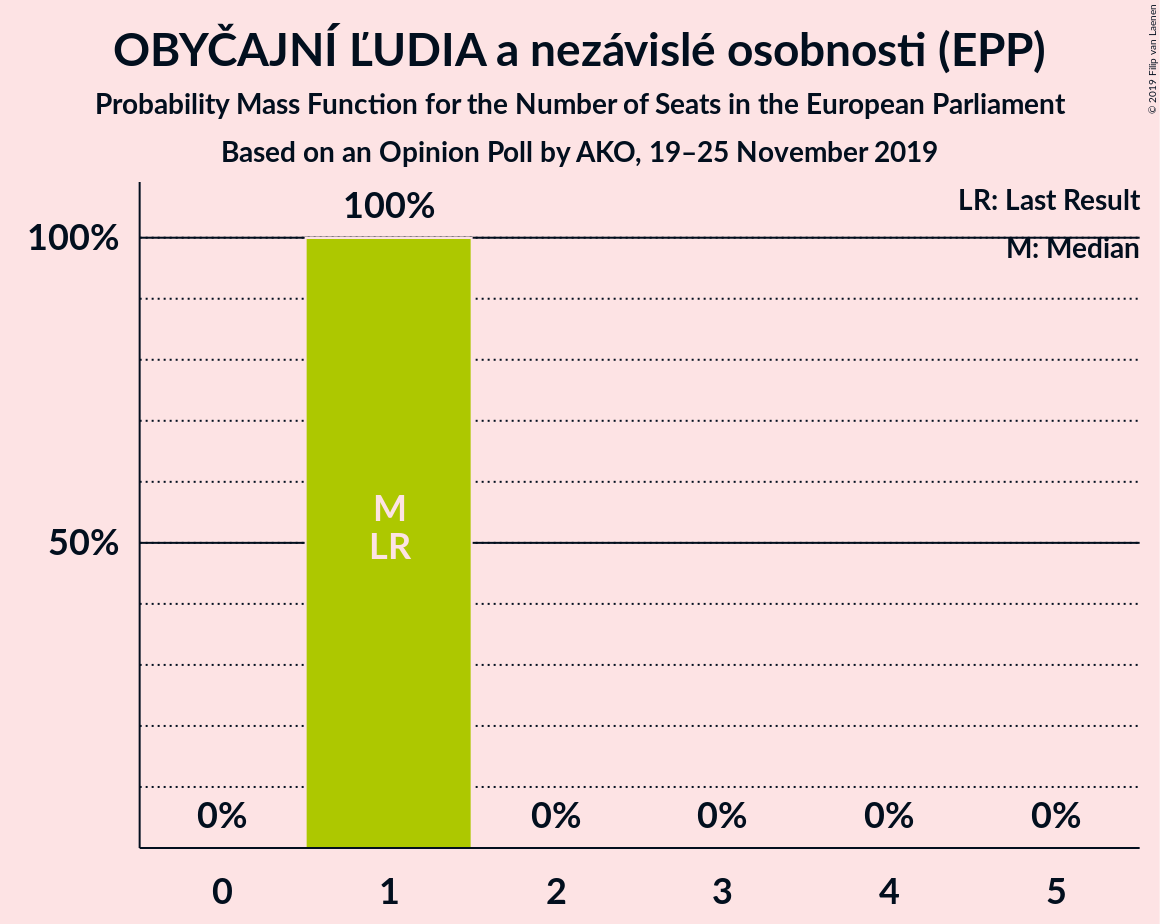 OBYČAJNÍ ĽUDIA a nezávislé osobnosti (EPP)
Probability Mass Function for the Number of Seats in the European Parliament
Based on an Opinion Poll by AKO, 19–25 November 2019
© 2019 Filip van Laenen
LR: Last Result
M: Median
100%
100%
50%
M
LR
0%
0%
0%
0%
0%
0
1
2
3
4
5